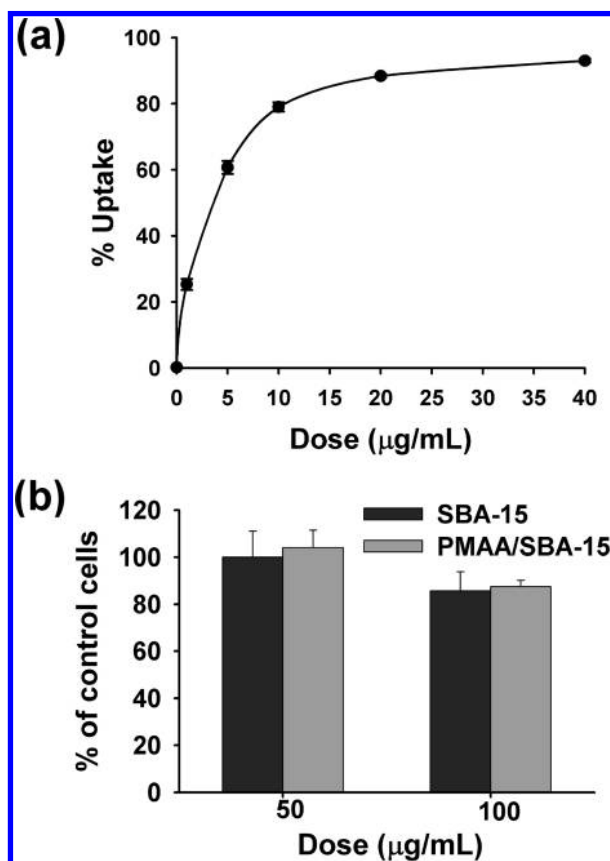 (a)
100
80
60
40
20
0
% Uptake
0 5 10 15 20 25 30 35 40
Dose (μg/mL)
(b)
SBA-15
PMAA/SBA-15
120
100
80
60
40
20
0
% of control cells
50 100
Dose (μg/mL)